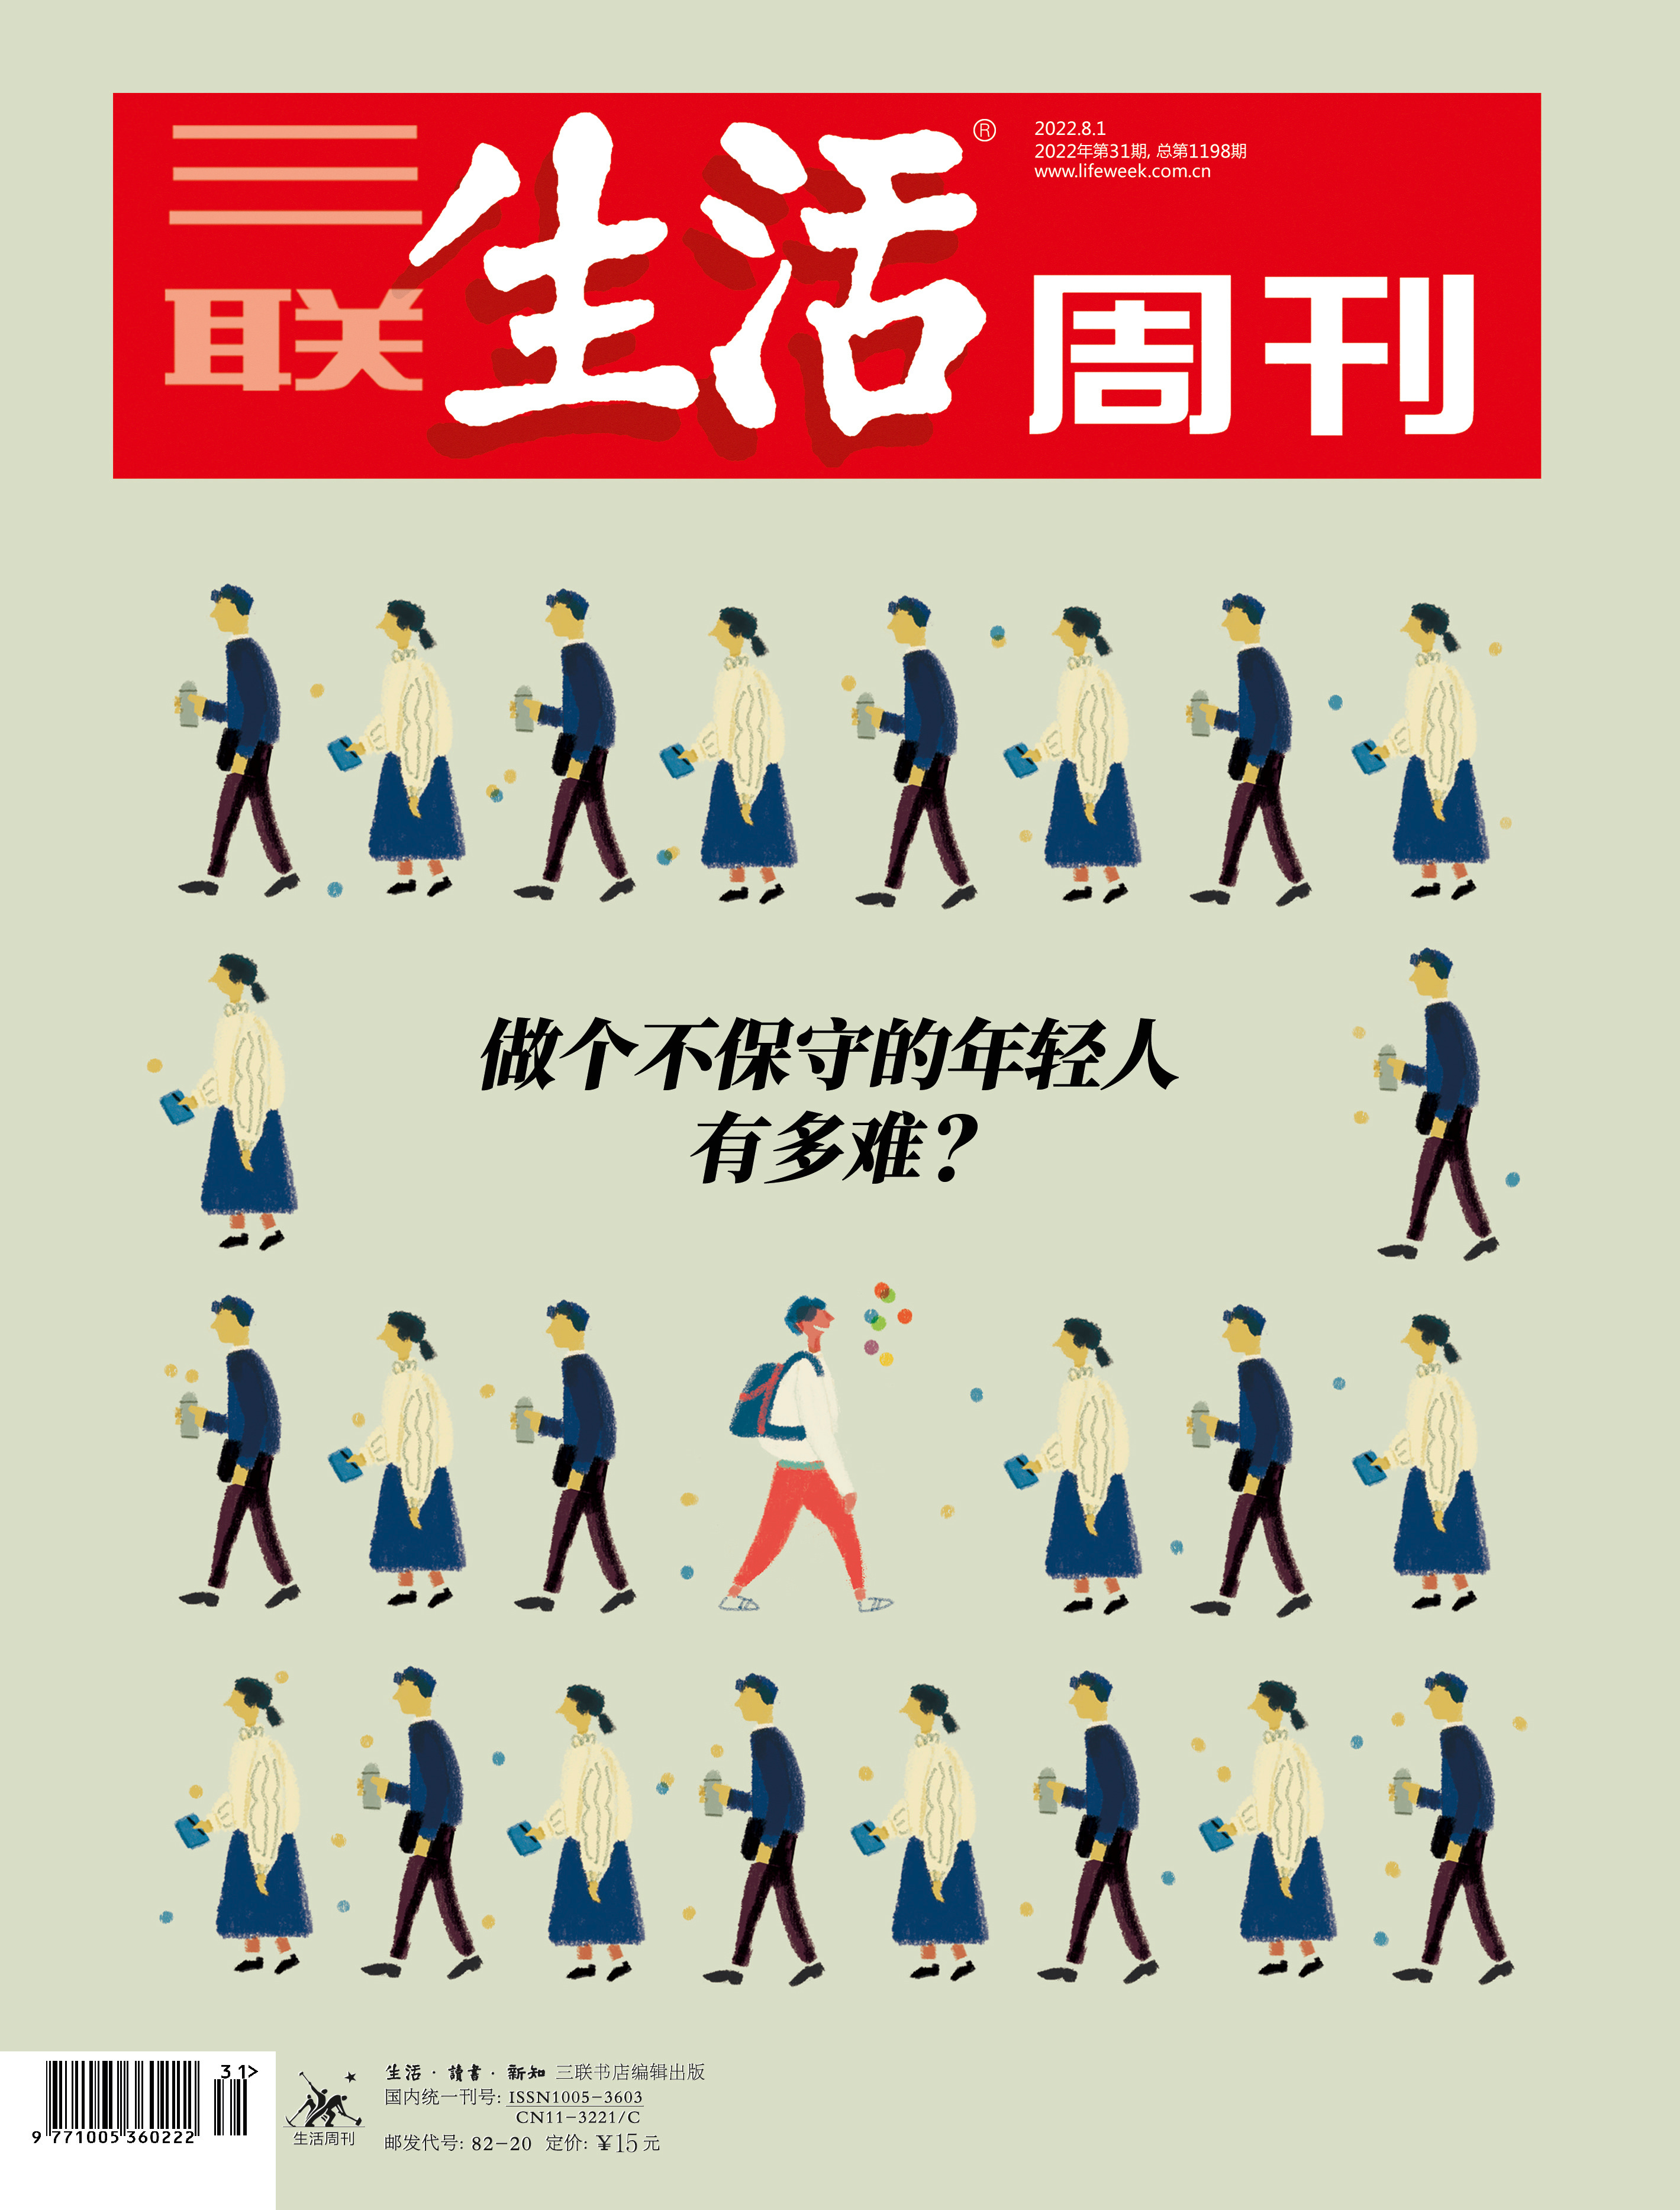 三联生活周刊®
2022.8.1
2022年第31期, 总第1198期
www.lifeweek.com.cn
做个不保守的年轻人
有多难?
31>
9 771005 360222
生活周刊
生活·讀書·新知 三联书店编辑出版
国内统一刊号: ISSN1005-3603
CN11-3221/C
邮发代号: 82-20 定价: ¥15元